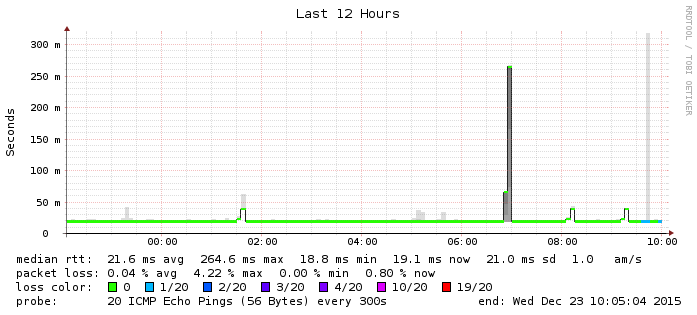 Last 12 Hours
RRDTOOL / TOBI OETIKER
Seconds
300 m
250 m
200 m
150 m
100 m
50 m
0
00:00 02:00 04:00 06:00 08:00 10:00
median rtt: 21.6 ms avg 264.6 ms max 18.8 ms min 19.1 ms now 21.0 ms sd 1.0 am/s
packet loss: 0.04 % avg 4.22 % max 0.00 % min 0.80 % now
loss color: 0 1/20 2/20 3/20 4/20 10/20 19/20
probe: 20 ICMP Echo Pings (56 Bytes) every 300s end: Wed Dec 23 10:05:04 2015